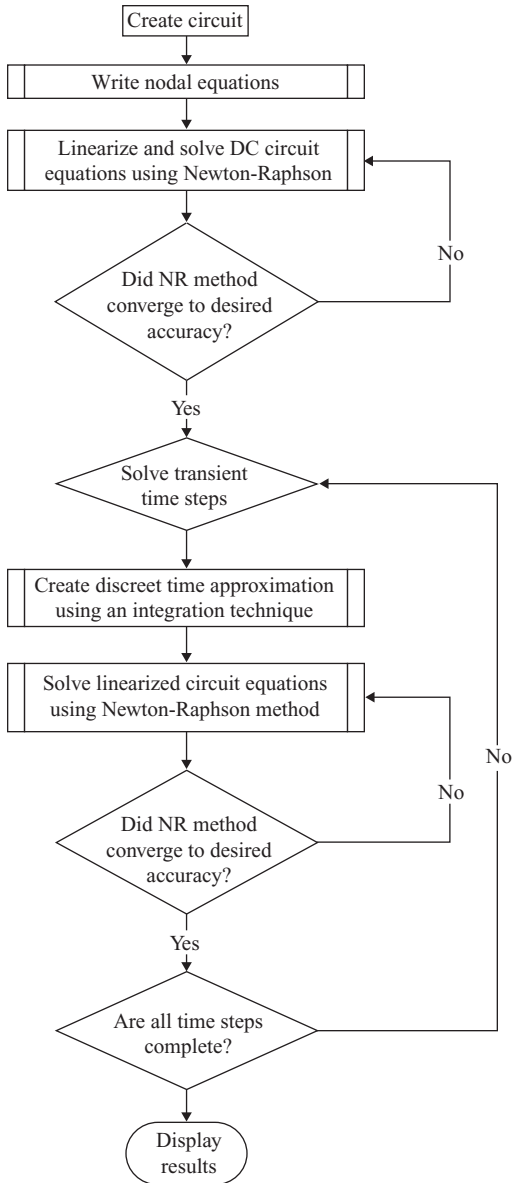 Create circuit
Write nodal equations
Linearize and solve DC circuit
equations using Newton-Raphson
No
Did NR method
converge to desired
accuracy?
Yes
Solve transient
time steps
Create discreet time approximation
using an integration technique
Solve linearized circuit equations
using Newton-Raphson method
No
No
Did NR method
converge to desired
accuracy?
Yes
Are all time steps
complete?
Display
results